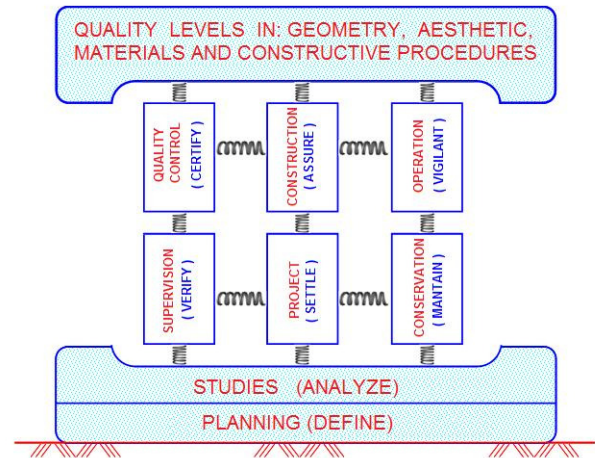 QUALITY LEVELS IN: GEOMETRY, AESTHETIC,
MATERIALS AND CONSTRUCTIVE PROCEDURES
QUALITY
CONTROL
( CERTIFY )
CONSTRUCTION
( ASSURE )
OPERATION
( VIGILANT )
SUPERVISION
( VERIFY )
PROJECT
( SETTLE )
CONSERVATION
( MANTAIN )
STUDIES (ANALYZE)
PLANNING (DEFINE)